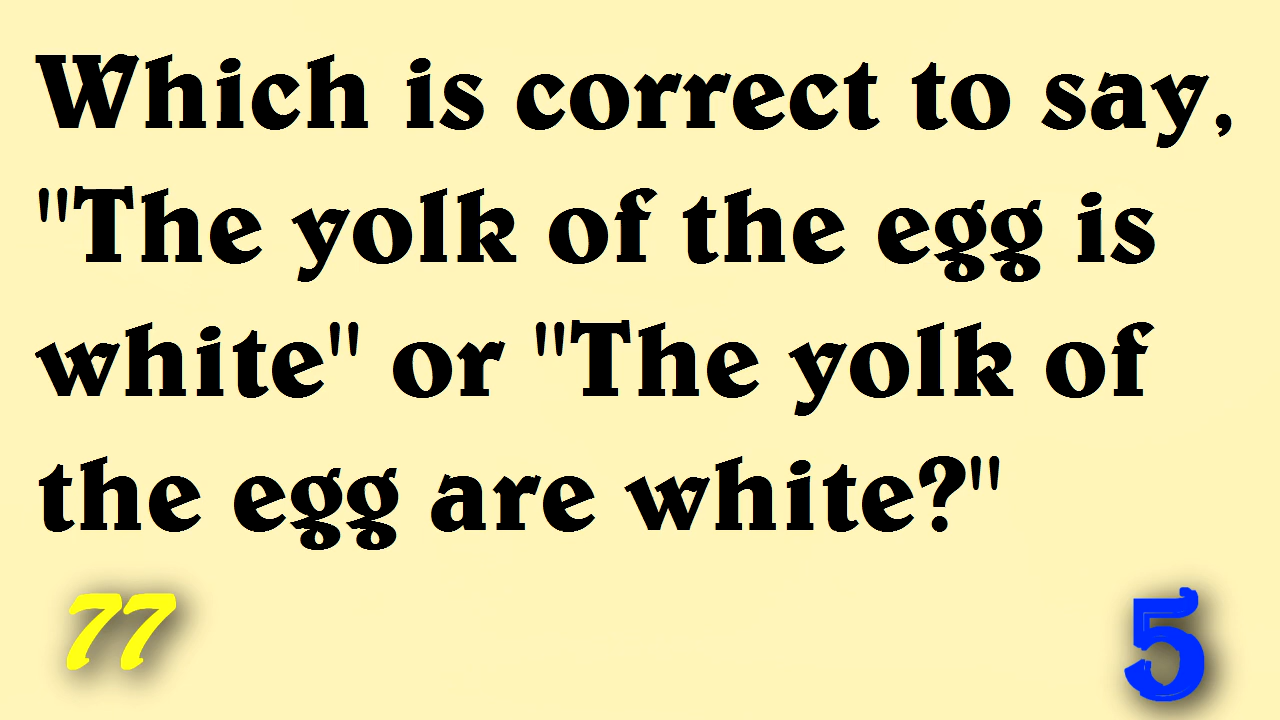 Which is correct to say,
"The yolk of the egg is
white" or "The yolk of
the egg are white?"
77
5